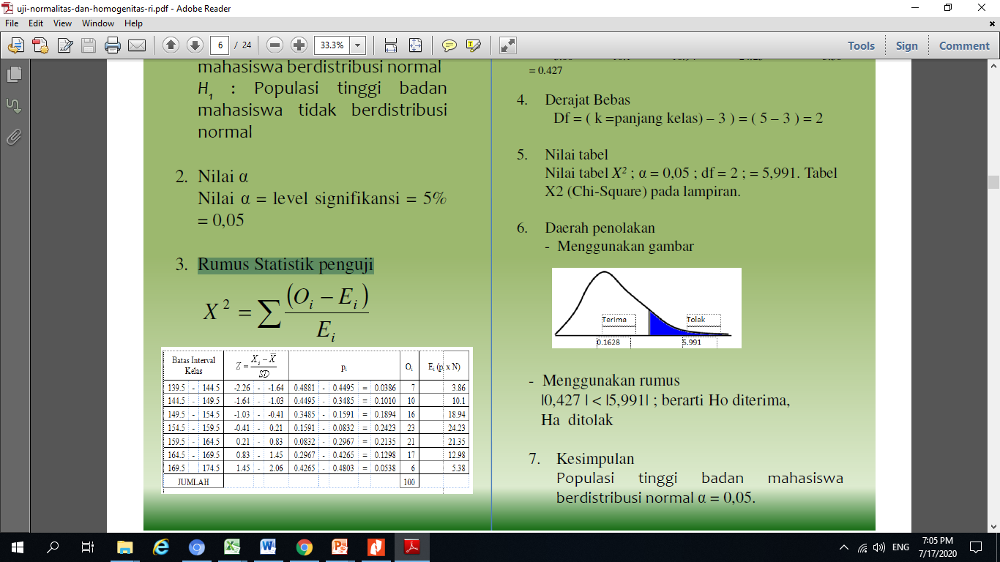 uji-normalitas-dan-homogenitas-ri.pdf - Adobe Reader
File Edit View Window Help
6 / 24 33.3% Tools Sign Comment
mahasiswa berdistribusi normal
H1 : Populasi tinggi badan
mahasiswa tidak berdistribusi
normal
2. Nilai α
Nilai α = level signifikansi = 5%
= 0,05
3. Rumus Statistik penguji
X² = ∑ (Oi − Ei) / Ei
Batas Interval Kelas Z = (Xi − X̅) / SD pi Oi Ei (pi x N)
139.5 - 144.5 -2.26 - -1.64 0.4881 - 0.4495 = 0.0386 7 3.86
144.5 - 149.5 -1.64 - -1.03 0.4495 - 0.3485 = 0.1010 10 10.1
149.5 - 154.5 -1.03 - -0.41 0.3485 - 0.1591 = 0.1894 16 18.94
154.5 - 159.5 -0.41 - 0.21 0.1591 - 0.0832 = 0.2423 23 24.23
159.5 - 164.5 0.21 - 0.83 0.0832 - 0.2967 = 0.2135 21 21.35
164.5 - 169.5 0.83 - 1.45 0.2967 - 0.4265 = 0.1298 17 12.98
169.5 - 174.5 1.45 - 2.06 0.4265 - 0.4803 = 0.0538 6 5.38
JUMLAH 100
= 0.427
4. Derajat Bebas
Df = ( k =panjang kelas) – 3 ) = ( 5 – 3 ) = 2
5. Nilai tabel
Nilai tabel X² ; α = 0,05 ; df = 2 ; = 5,991. Tabel
X2 (Chi-Square) pada lampiran.
6. Daerah penolakan
- Menggunakan gambar
Terima Tolak
0.1628 5.991
- Menggunakan rumus
|0,427 | < |5,991| ; berarti Ho diterima,
Ha ditolak
7. Kesimpulan
Populasi tinggi badan mahasiswa
berdistribusi normal α = 0,05.
ENG
7:05 PM
7/17/2020